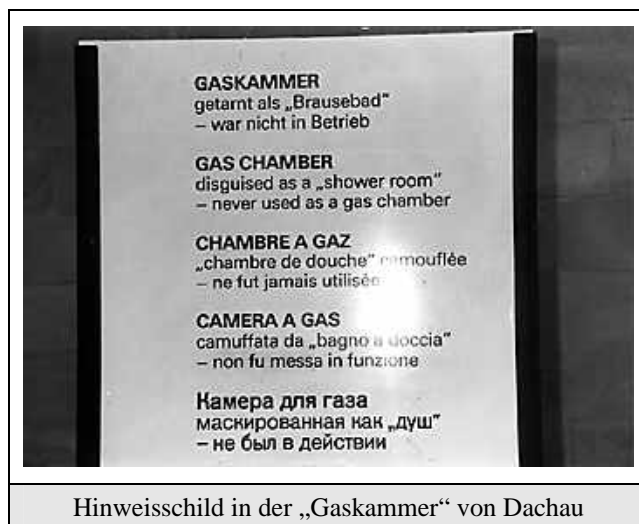 GASKAMMER
getarnt als „Brausebad"
– war nicht in Betrieb
GAS CHAMBER
disguised as a „shower room"
– never used as a gas chamber
CHAMBRE A GAZ
„chambre de douche" camouflée
– ne fut jamais utilisée
CAMERA A GAS
camuffata da „bagno a doccia"
– non fu messa in funzione
Камера для газа
маскированная как „душ"
– не был в действии
Hinweisschild in der „Gaskammer“ von Dachau